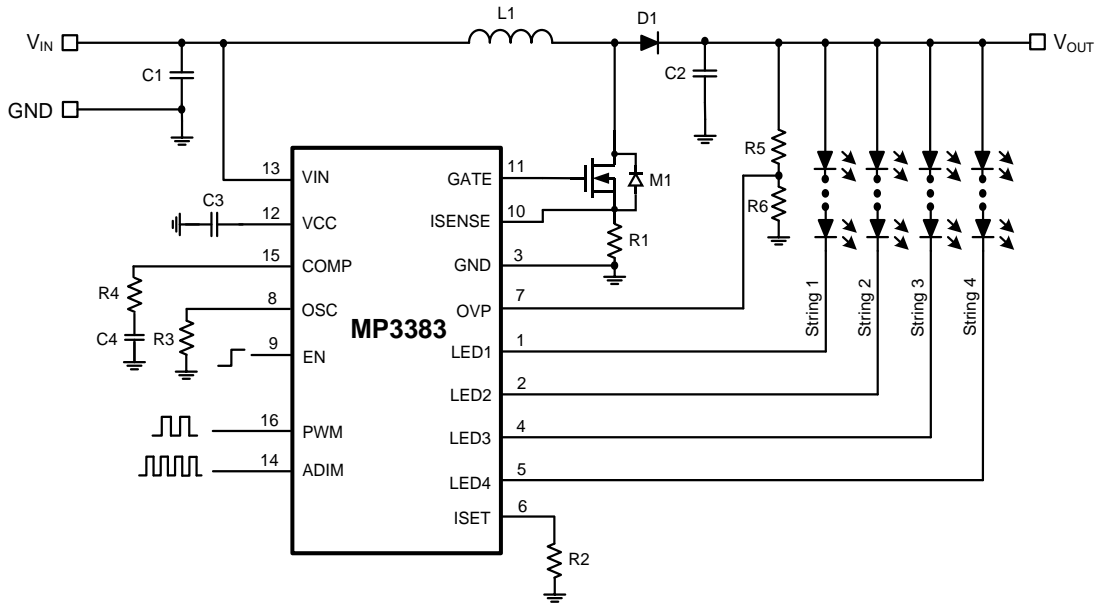 L1
D1
VIN
VOUT
C1
C2
GND
R5
R6
13
VIN
GATE
11
M1
C3
12
VCC
ISENSE
10
R1
15
COMP
GND
3
R4
8
OSC
OVP
7
C4
R3
MP3383
9
EN
LED1
1
String 1
String 2
String 3
String 4
LED2
2
16
PWM
LED3
4
14
ADIM
LED4
5
ISET
6
R2